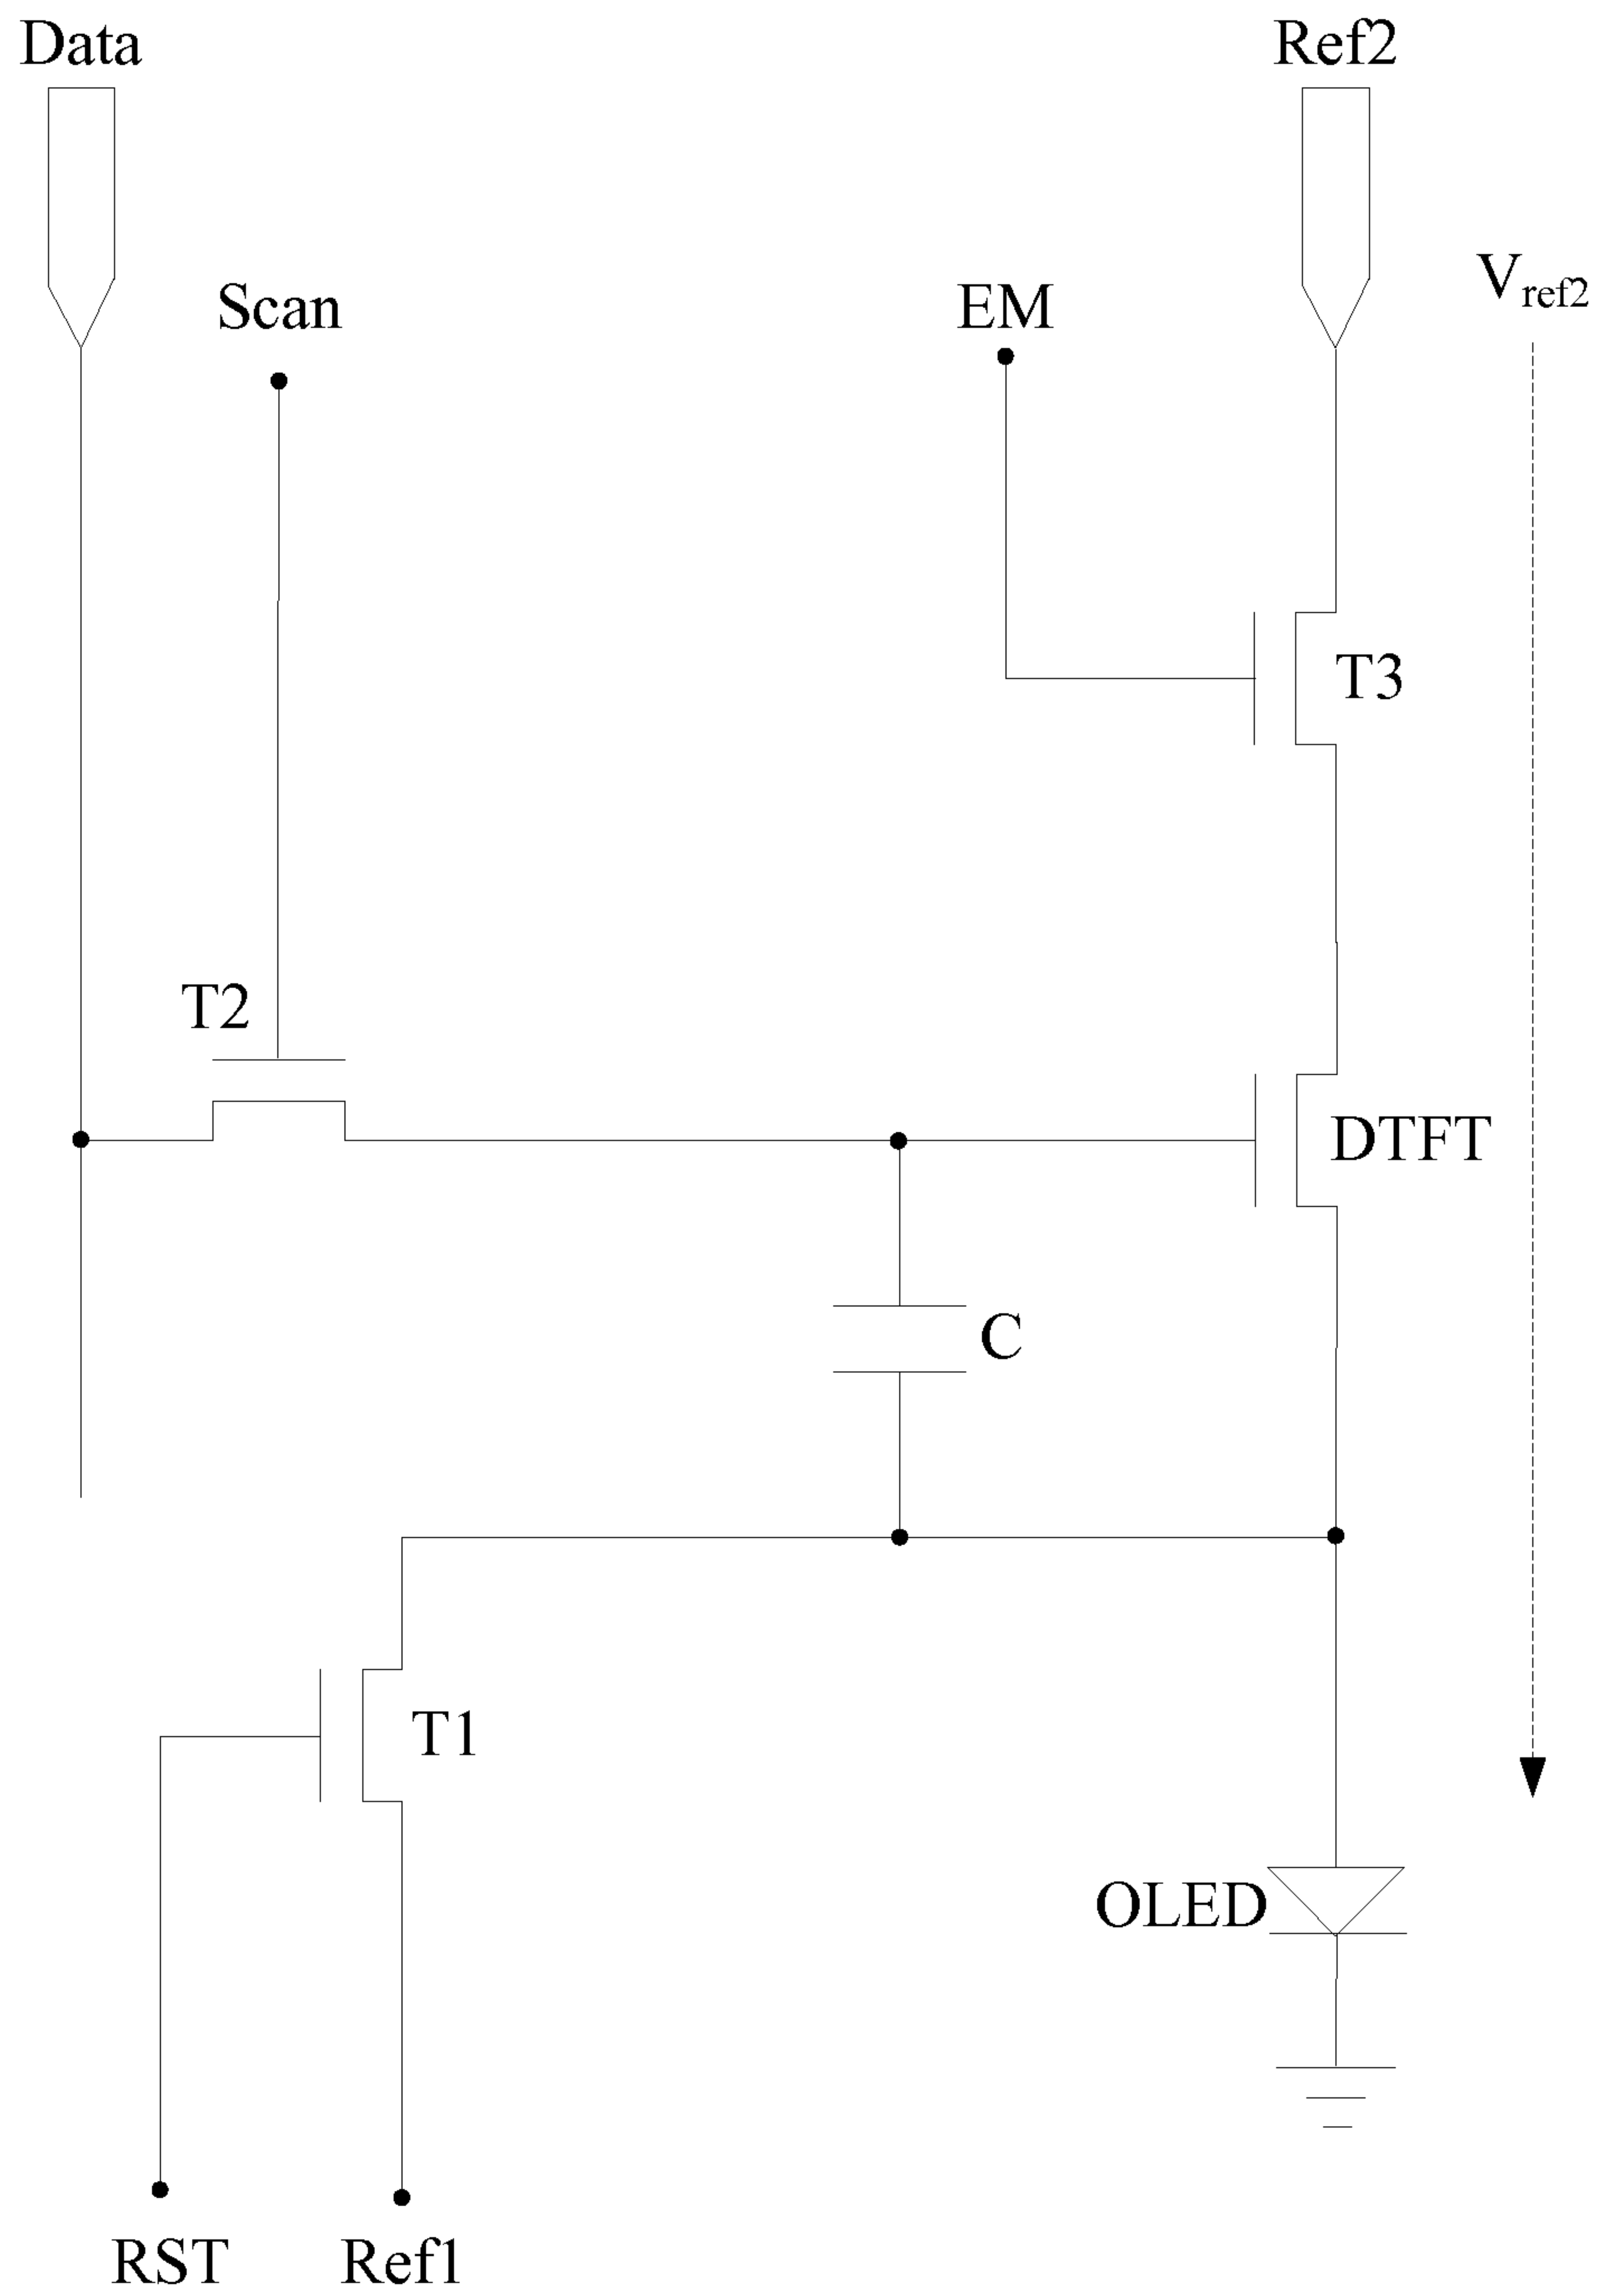 Data
Ref2
Scan
EM
Vref2
T3
T2
DTFT
C
T1
OLED
RST
Ref1